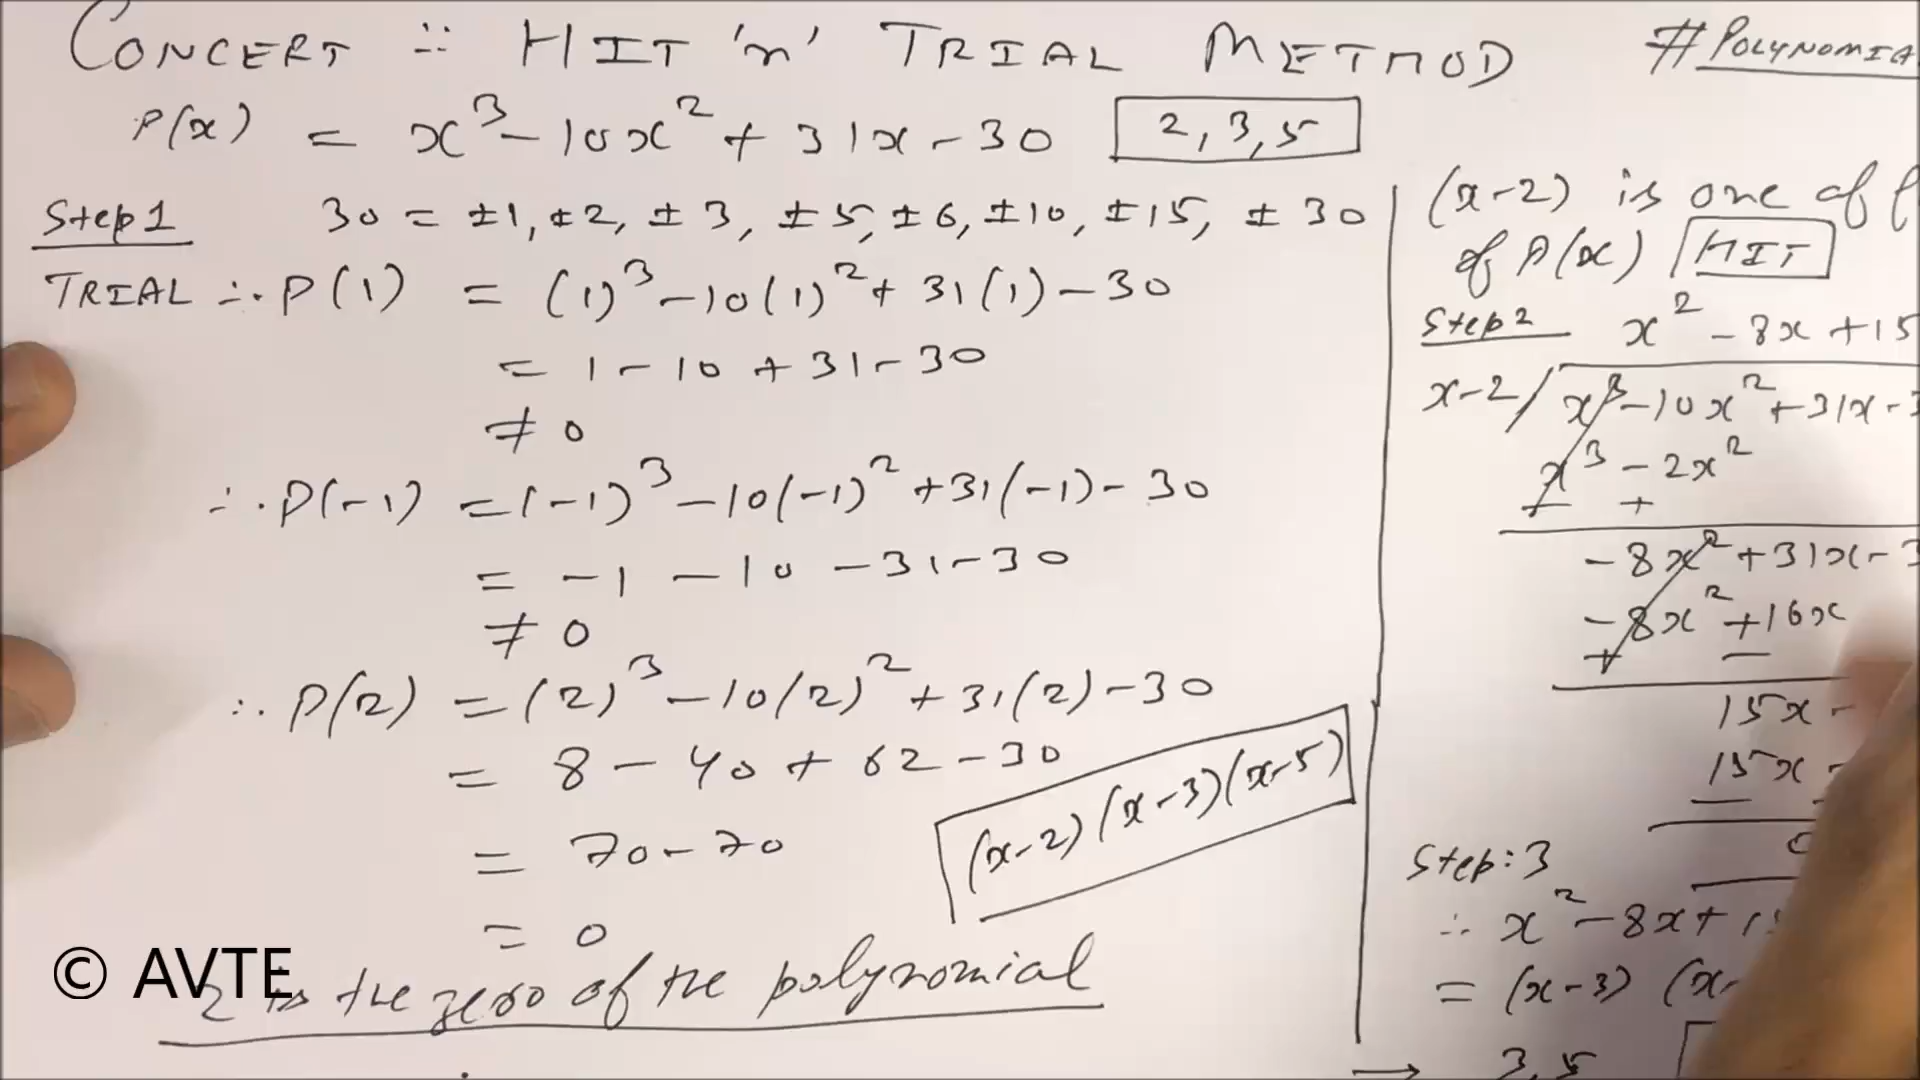 CONCERT :- HIT 'n' TRIAL METHOD
#POLYNOMIA
P(x) = x³ - 10x² + 31x - 30
2, 3, 5
Step 1 30 = ±1, ±2, ±3, ±5, ±6, ±10, ±15, ±30
TRIAL ∴ P(1) = (1)³ - 10(1)² + 31(1) - 30
= 1 - 10 + 31 - 30
≠ 0
∴ P(-1) = (-1)³ - 10(-1)² + 31(-1) - 30
= -1 - 10 - 31 - 30
≠ 0
∴ P(2) = (2)³ - 10(2)² + 31(2) - 30
= 8 - 40 + 62 - 30
= 70 - 70
= 0
(x-2)(x-3)(x-5)
2 is the zero of the polynomial
© AVTE
(x-2) is one of
of P(x) HIT
Step 2 x² - 8x + 15
x-2 / x³ - 10x² + 31x - 3
x³ - 2x²
- +
-8x² + 31x - 3
-8x² + 16x
+ -
15x -
15x -
-
0
Step: 3
∴ x² - 8x + 1
= (x-3) (x-
→ 3, 5